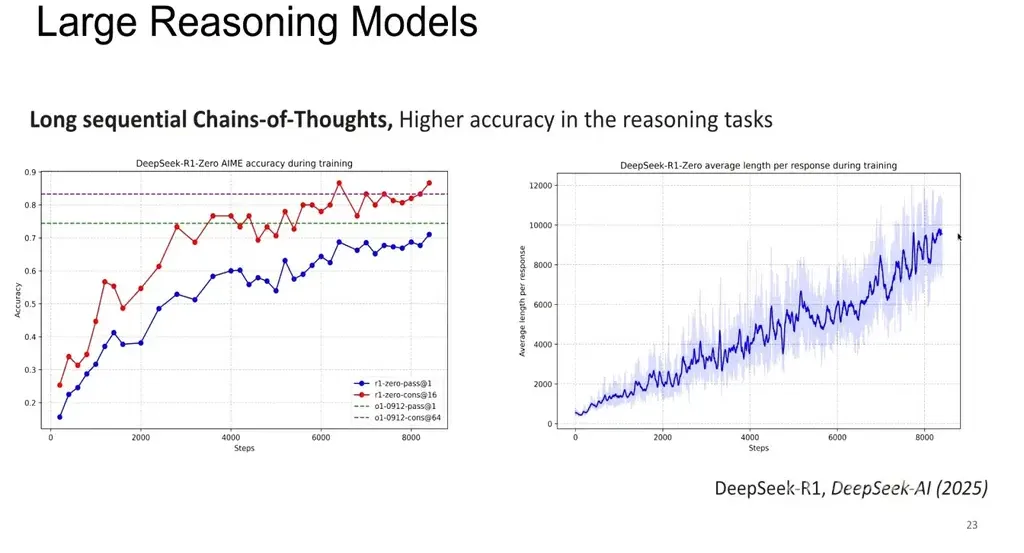 Large Reasoning Models
Long sequential Chains-of-Thoughts, Higher accuracy in the reasoning tasks
DeepSeek-R1-Zero AIME accuracy during training
0.9
0.8
0.7
0.6
0.5
0.4
0.3
0.2
Accuracy
r1-zero-pass@1
r1-zero-cons@16
o1-0912-pass@1
o1-0912-cons@64
0 2000 4000 6000 8000
Steps
DeepSeek-R1-Zero average length per response during training
12000
10000
8000
6000
4000
2000
0
Average length per response
0 2000 4000 6000 8000
Steps
DeepSeek-R1, DeepSeek-AI (2025)
23